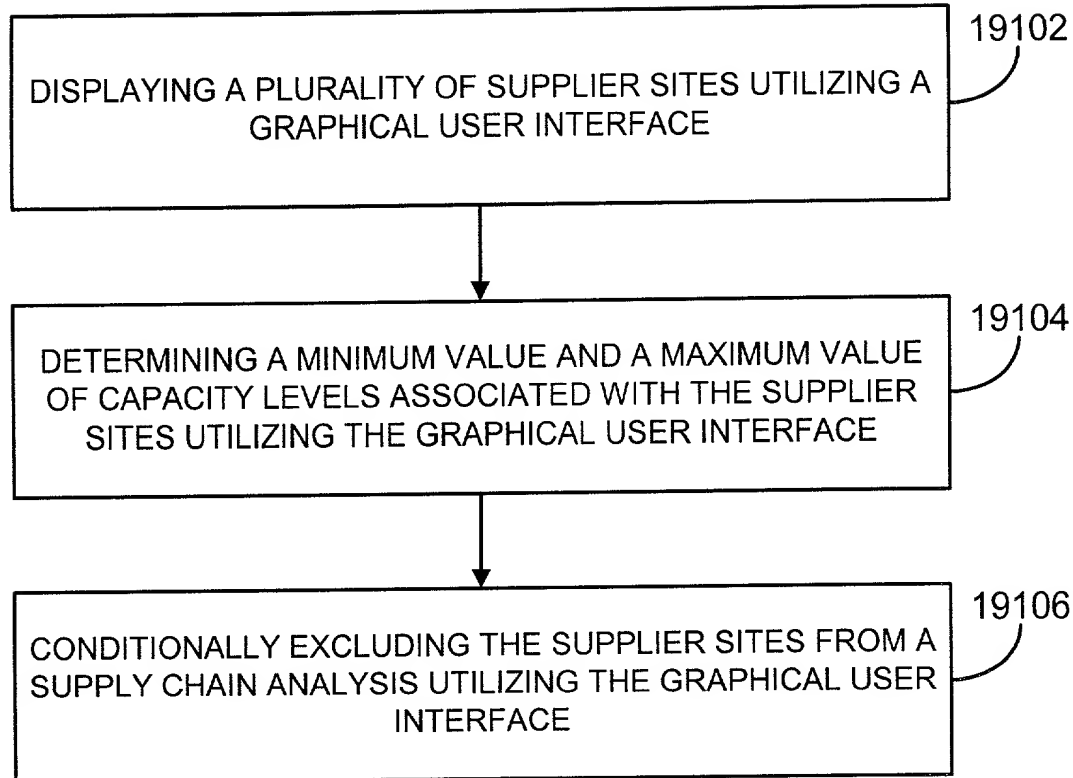 19102
DISPLAYING A PLURALITY OF SUPPLIER SITES UTILIZING A
GRAPHICAL USER INTERFACE
19104
DETERMINING A MINIMUM VALUE AND A MAXIMUM VALUE
OF CAPACITY LEVELS ASSOCIATED WITH THE SUPPLIER
SITES UTILIZING THE GRAPHICAL USER INTERFACE
19106
CONDITIONALLY EXCLUDING THE SUPPLIER SITES FROM A
SUPPLY CHAIN ANALYSIS UTILIZING THE GRAPHICAL USER
INTERFACE